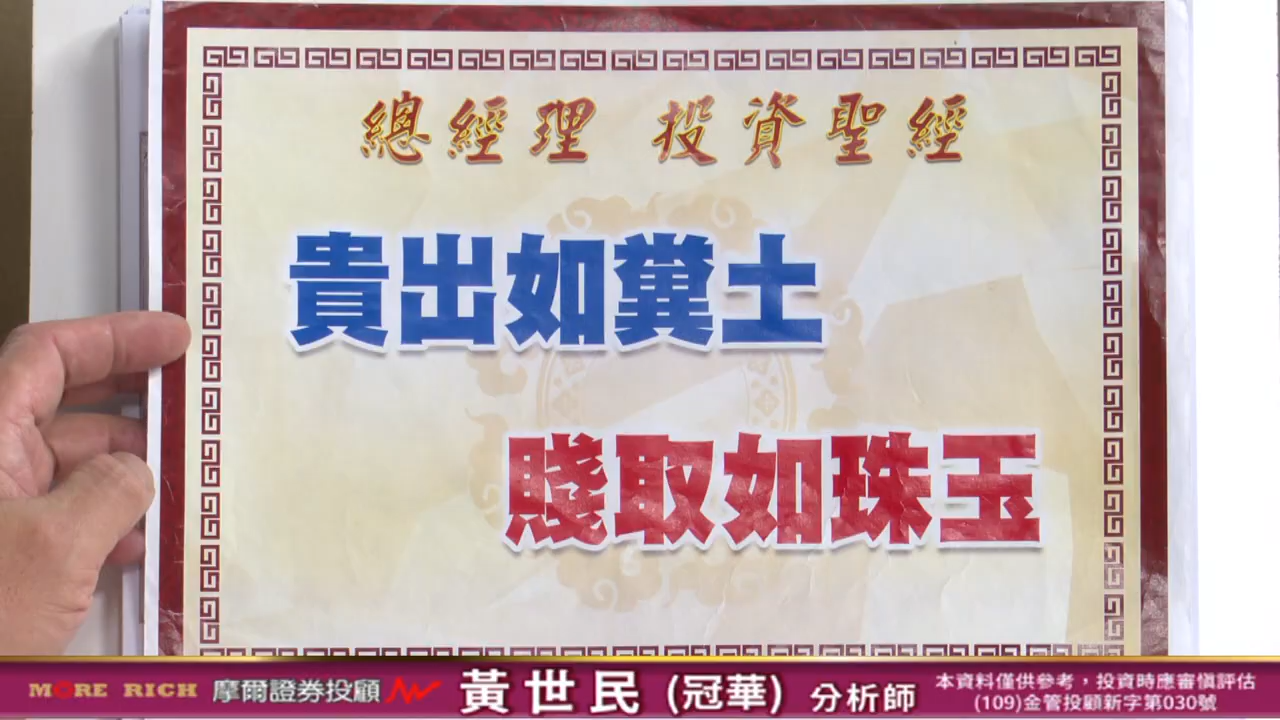 總經理 投資聖經
貴出如糞土
賤取如珠玉
MORE RICH 摩爾證券投顧 黃世民 (冠華) 分析師
本資料僅供參考，投資時應審慎評估
(109)金管投顧新字第030號